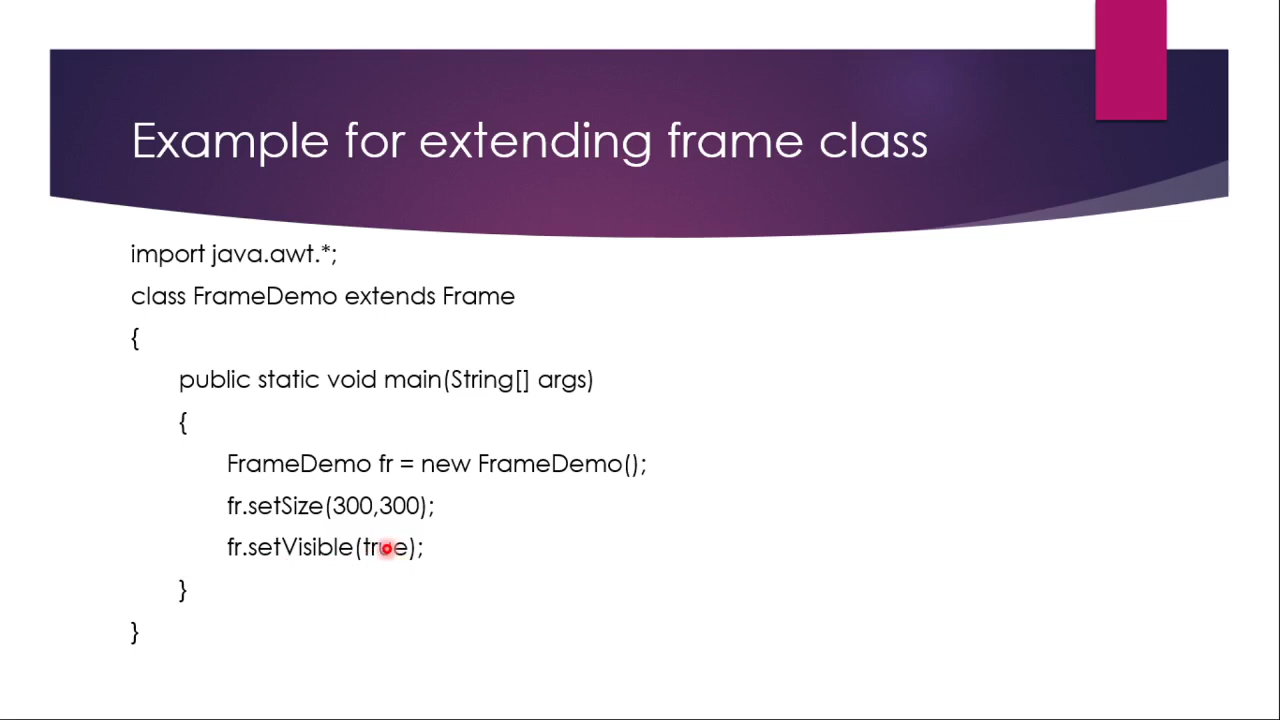 Example for extending frame class
import java.awt.*;
class FrameDemo extends Frame
{
public static void main(String[] args)
{
FrameDemo fr = new FrameDemo();
fr.setSize(300,300);
fr.setVisible(true);
}
}